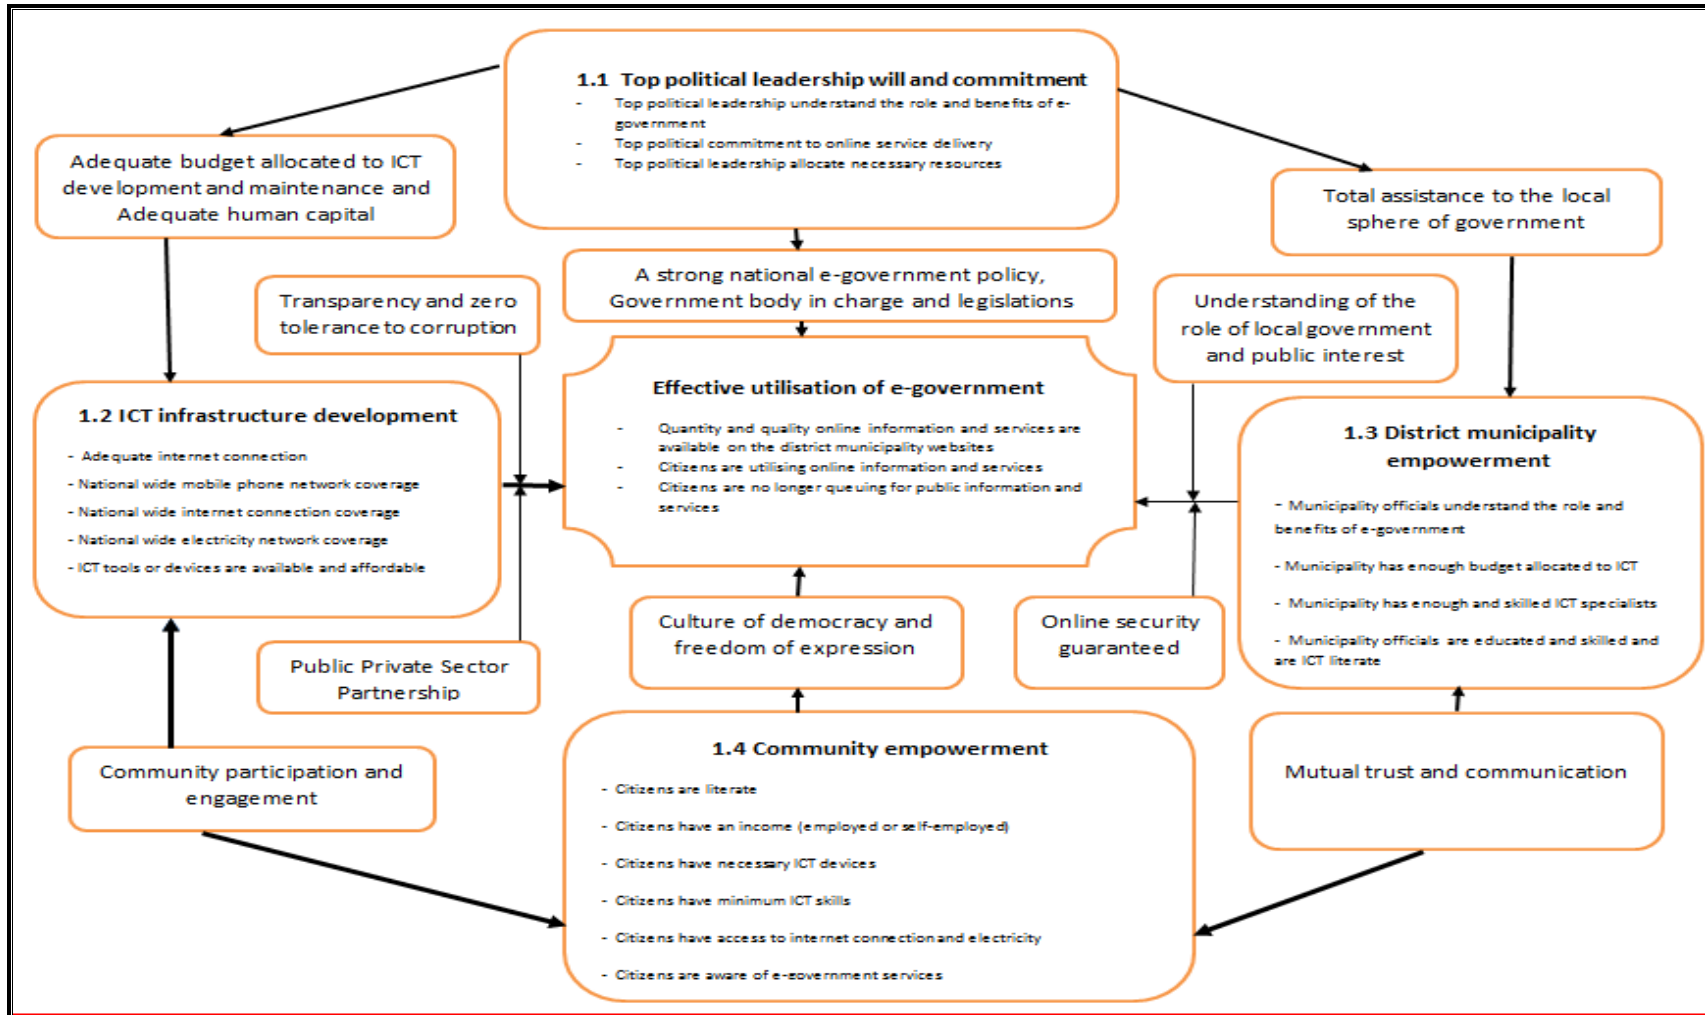 1.1 Top political leadership will and commitment
- Top political leadership understand the role and benefits of e-
government
- Top political commitment to online service delivery
- Top political leadership allocate necessary resources
Adequate budget allocated to ICT
development and maintenance and
Adequate human capital
Total assistance to the local
sphere of government
A strong national e-government policy,
Government body in charge and legislations
Transparency and zero
tolerance to corruption
Understanding of the
role of local government
and public interest
Effective utilisation of e-government
- Quantity and quality online information and services are
available on the district municipality websites
- Citizens are utilising online information and services
- Citizens are no longer queuing for public information and
services
1.2 ICT infrastructure development
- Adequate internet connection
- National wide mobile phone network coverage
- National wide internet connection coverage
- National wide electricity network coverage
- ICT tools or devices are available and affordable
1.3 District municipality
empowerment
- Municipality officials understand the role and
benefits of e-government
- Municipality has enough budget allocated to ICT
- Municipality has enough and skilled ICT specialists
- Municipality officials are educated and skilled and
are ICT literate
Public Private Sector
Partnership
Culture of democracy and
freedom of expression
Online security
guaranteed
Community participation and
engagement
1.4 Community empowerment
- Citizens are literate
- Citizens have an income (employed or self-employed)
- Citizens have necessary ICT devices
- Citizens have minimum ICT skills
- Citizens have access to internet connection and electricity
- Citizens are aware of e-government services
Mutual trust and communication